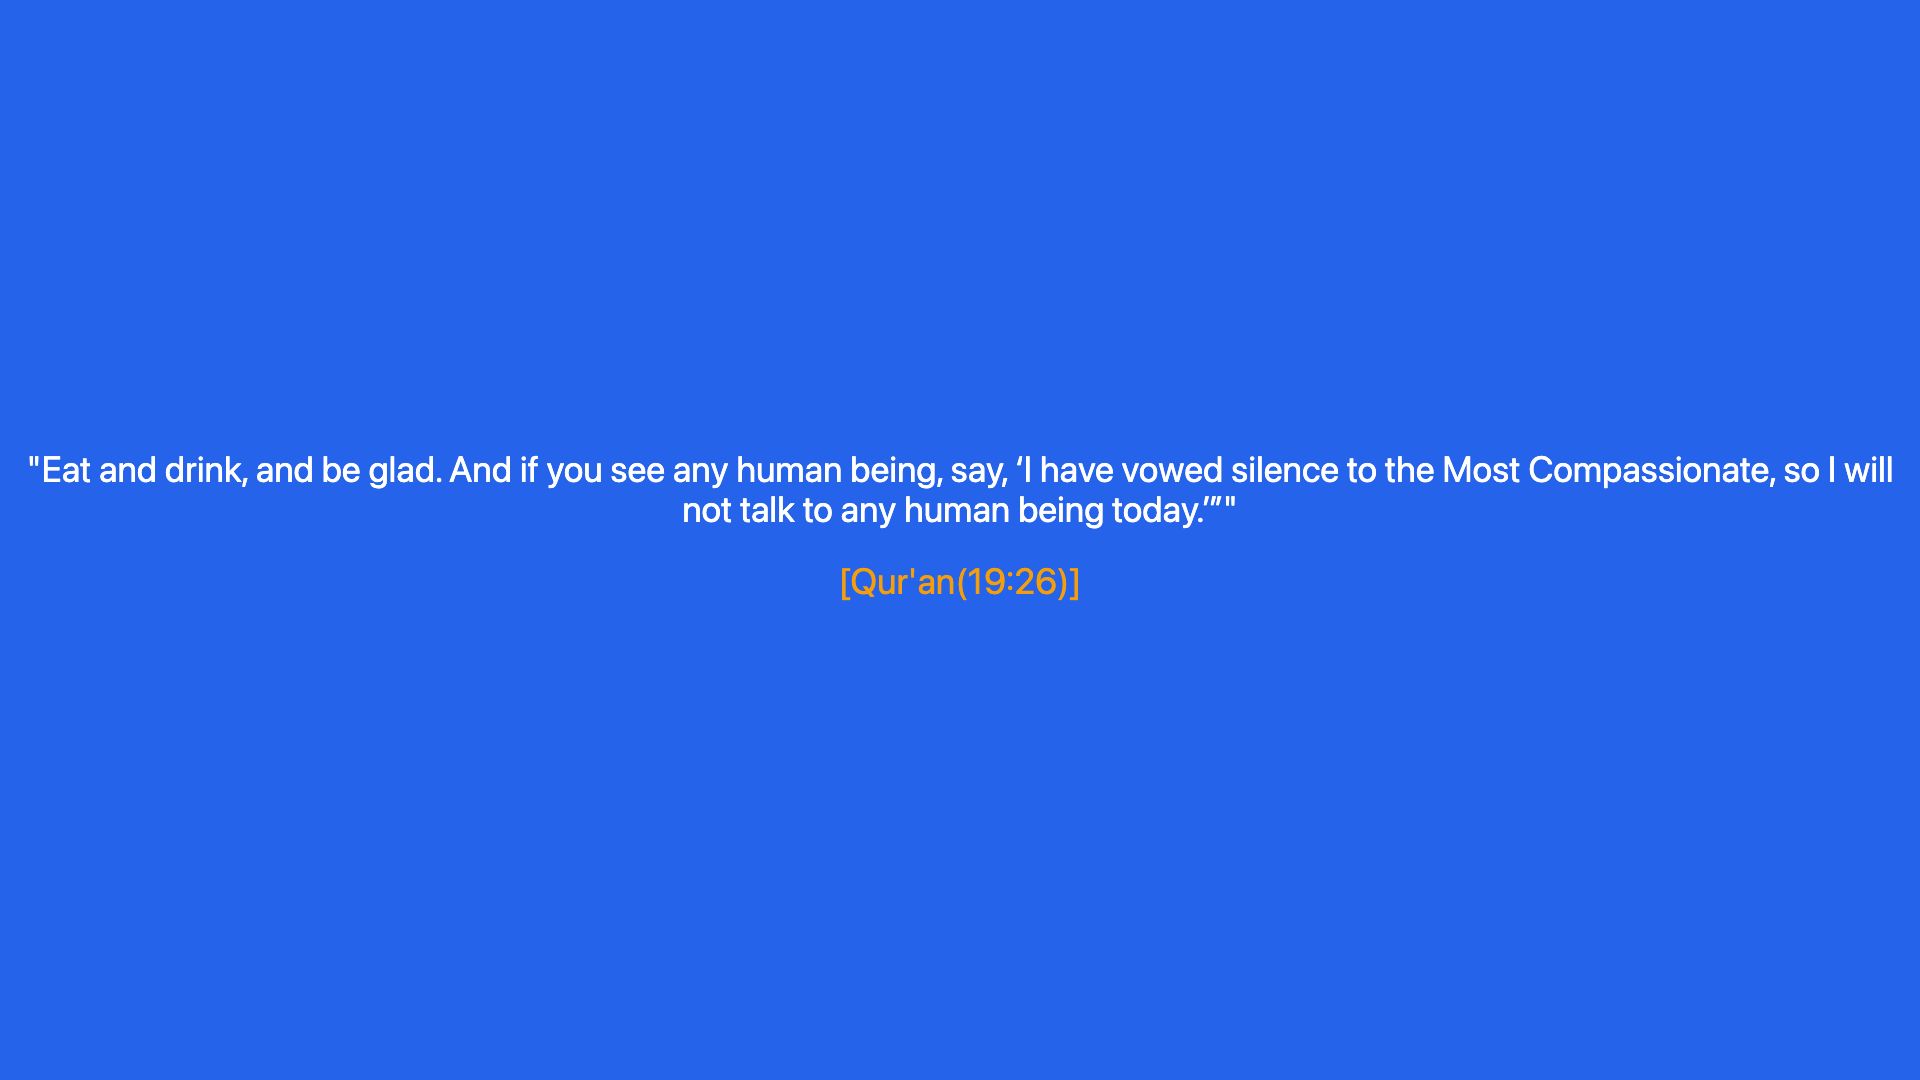 "Eat and drink, and be glad. And if you see any human being, say, ‘I have vowed silence to the Most Compassionate, so I will
not talk to any human being today.’”"
[Qur'an(19:26)]